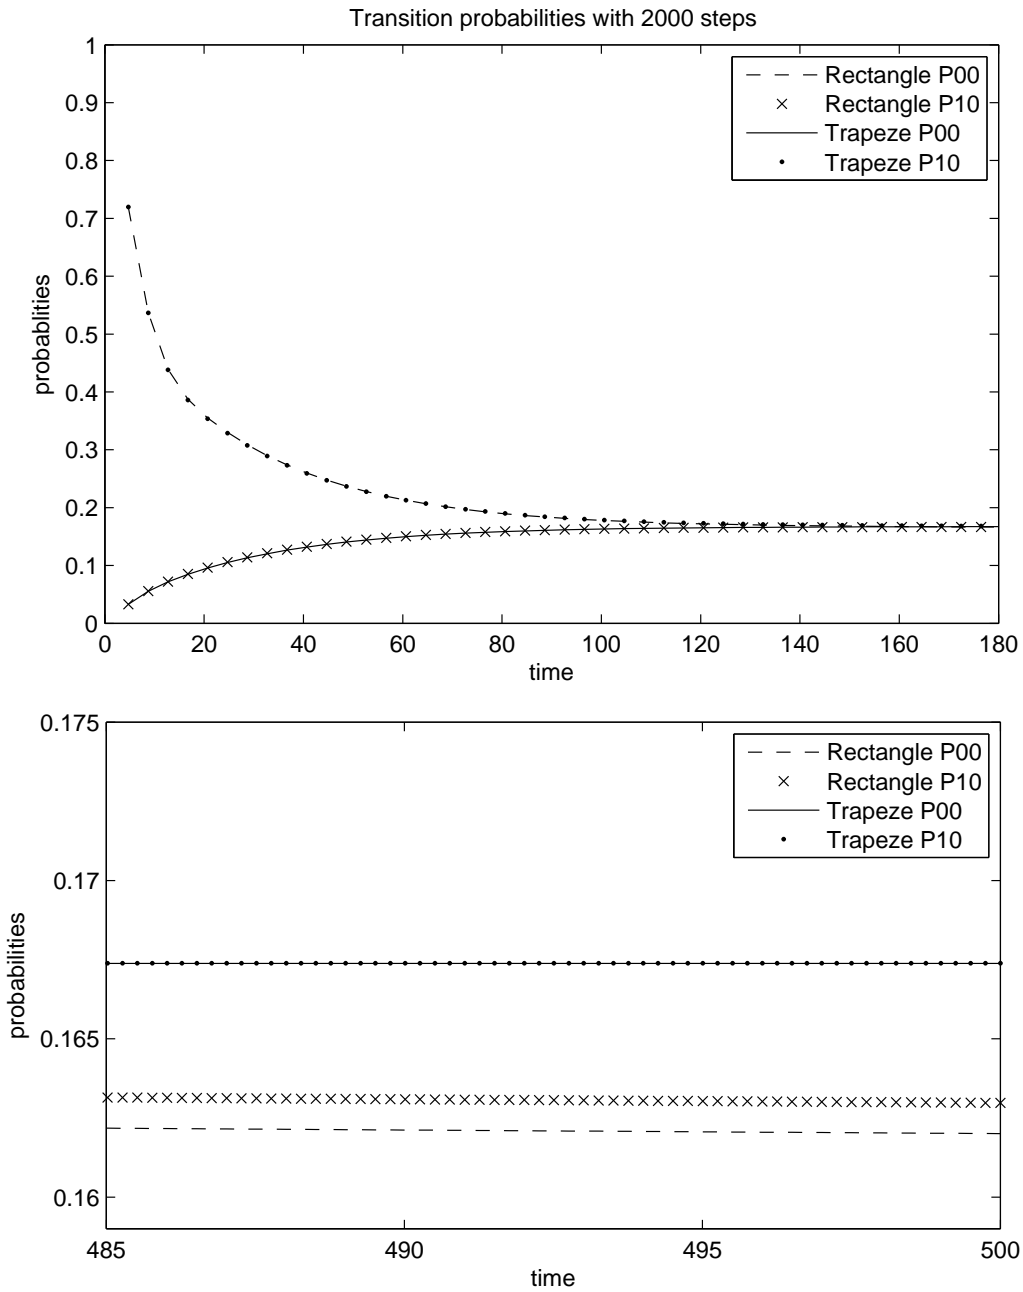 Transition probabilities with 2000 steps
1
0.9
0.8
0.7
0.6
0.5
0.4
0.3
0.2
0.1
0
probablities
Rectangle P00
Rectangle P10
Trapeze P00
Trapeze P10
0 20 40 60 80 100 120 140 160 180
time
0.175
0.17
0.165
0.16
probabilities
Rectangle P00
Rectangle P10
Trapeze P00
Trapeze P10
485 490 495 500
time